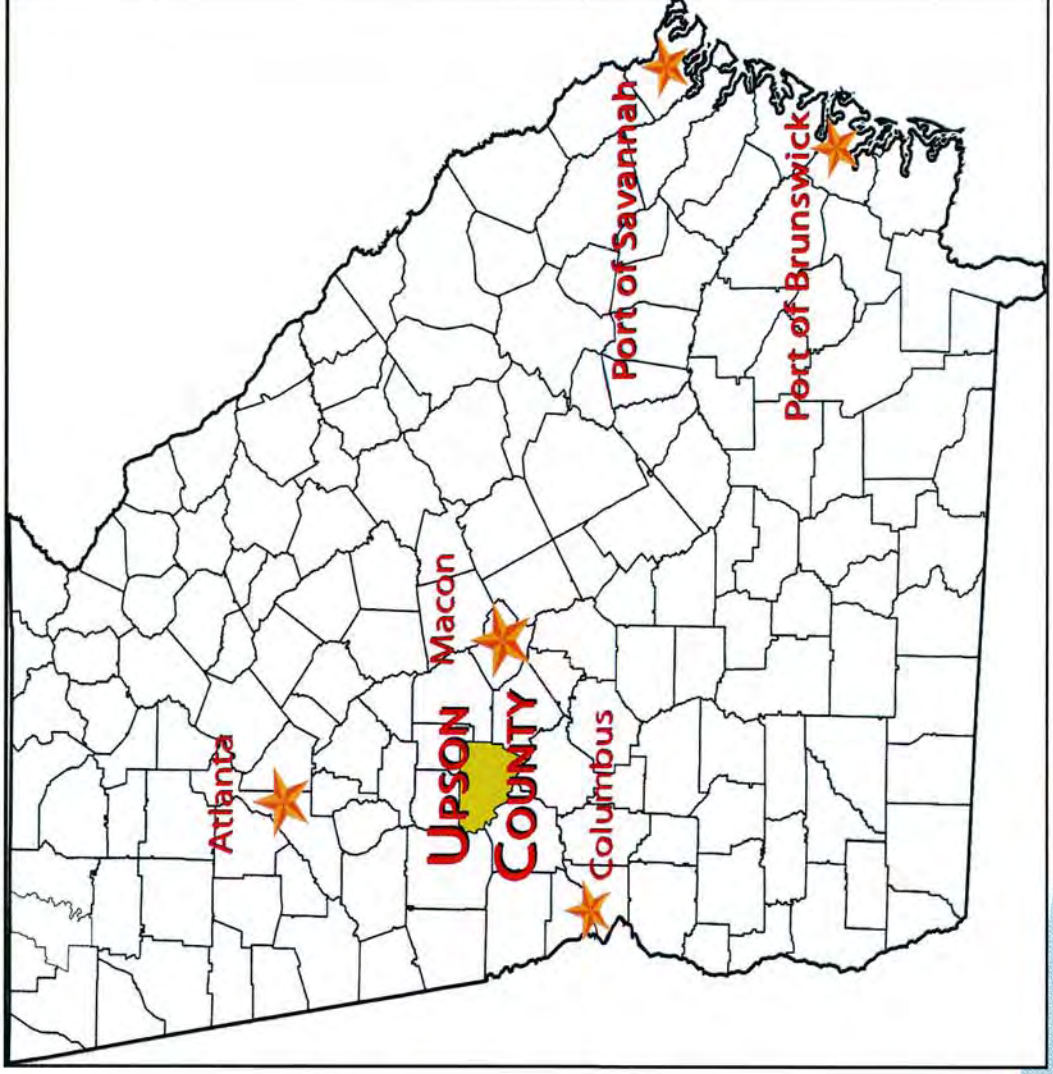 Atlanta
UPSON
COUNTY
Macon
Columbus
Port of Savannah
Port of Brunswick